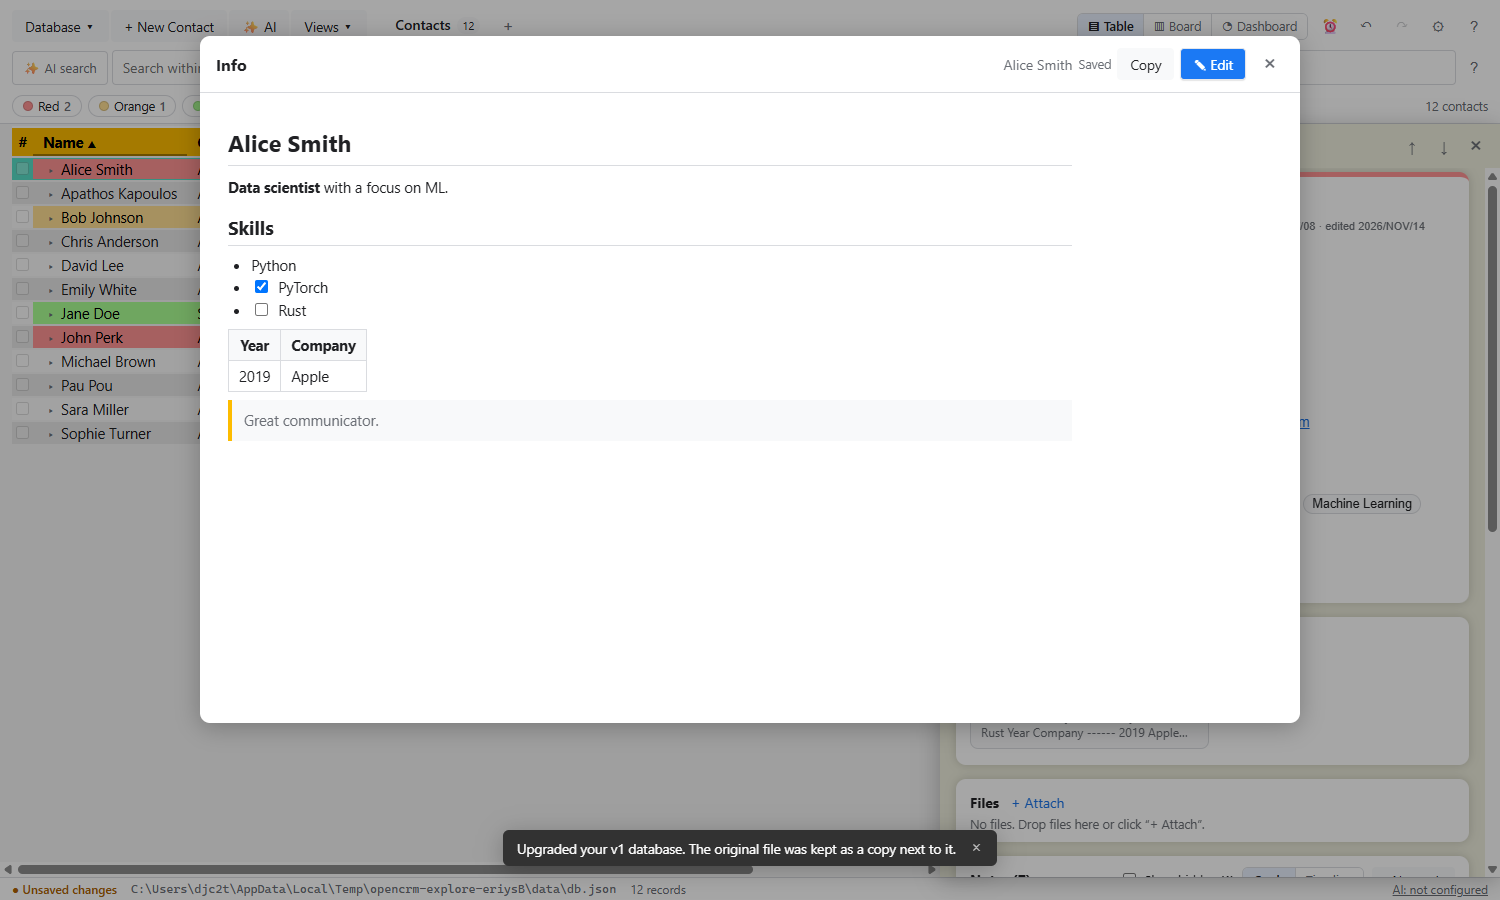 Database ▾
+ New Contact
AI
Views ▾
Contacts 12
+
Table
Board
Dashboard
?
AI search
Search withi
?
Red 2
Orange 1
12 contacts
Info
Alice Smith Saved
Copy
Edit
×
# Name ▲
Alice Smith
Apathos Kapoulos
Bob Johnson
Chris Anderson
David Lee
Emily White
Jane Doe
John Perk
Michael Brown
Pau Pou
Sara Miller
Sophie Turner
Alice Smith
Data scientist with a focus on ML.
Skills
• Python
• PyTorch
• Rust
Year Company
2019 Apple
Great communicator.
/08 · edited 2026/NOV/14
m
Machine Learning
Rust Year Company ------ 2019 Apple...
Files + Attach
No files. Drop files here or click “+ Attach”.
Upgraded your v1 database. The original file was kept as a copy next to it. ×
● Unsaved changes C:\Users\djc2t\AppData\Local\Temp\opencrm-explore-eriysB\data\db.json 12 records
AI: not configured